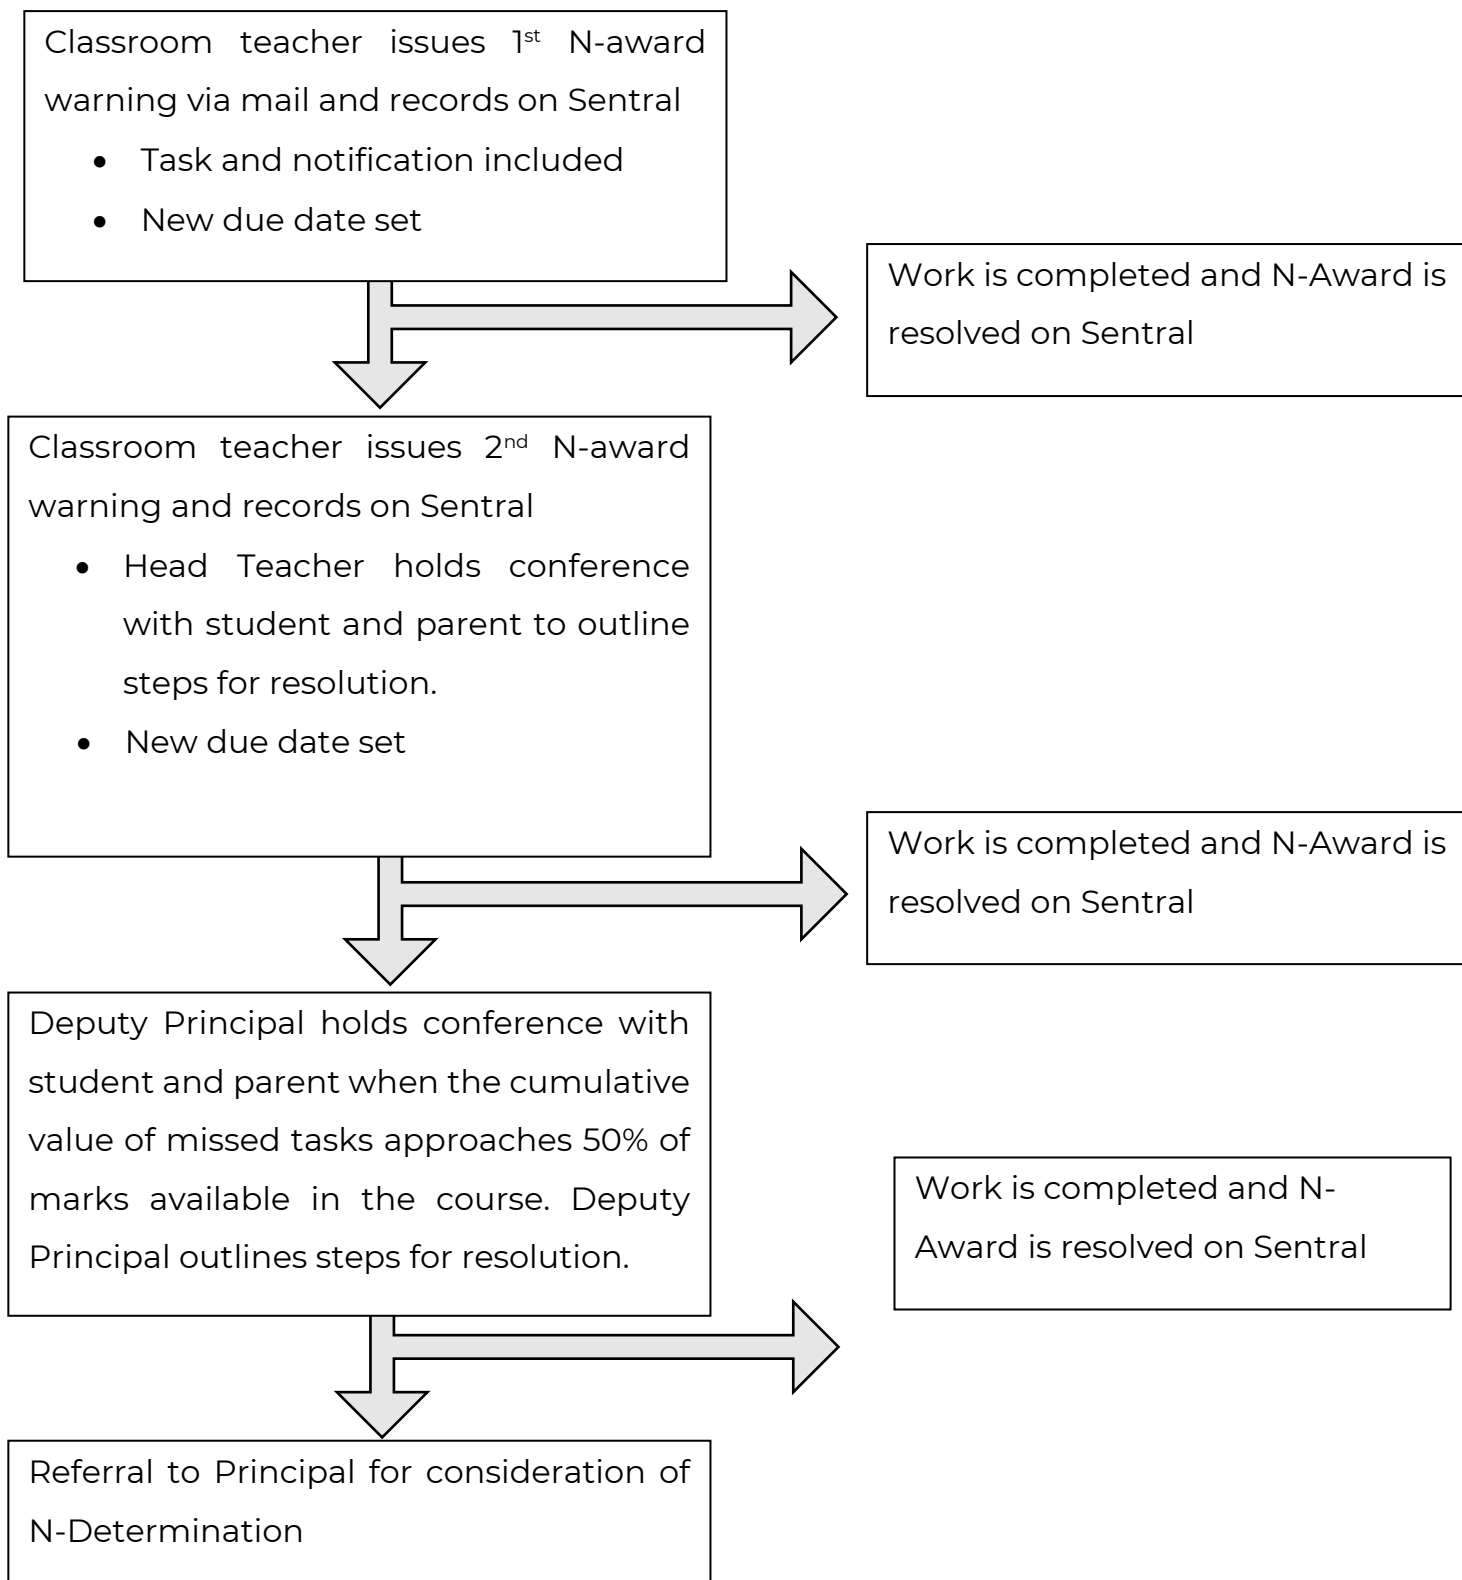 Classroom teacher issues 1st N-award
warning via mail and records on Sentral
• Task and notification included
• New due date set
Work is completed and N-Award is
resolved on Sentral
Classroom teacher issues 2nd N-award
warning and records on Sentral
• Head Teacher holds conference
with student and parent to outline
steps for resolution.
• New due date set
Work is completed and N-Award is
resolved on Sentral
Deputy Principal holds conference with
student and parent when the cumulative
value of missed tasks approaches 50% of
marks available in the course. Deputy
Principal outlines steps for resolution.
Work is completed and N-
Award is resolved on Sentral
Referral to Principal for consideration of
N-Determination